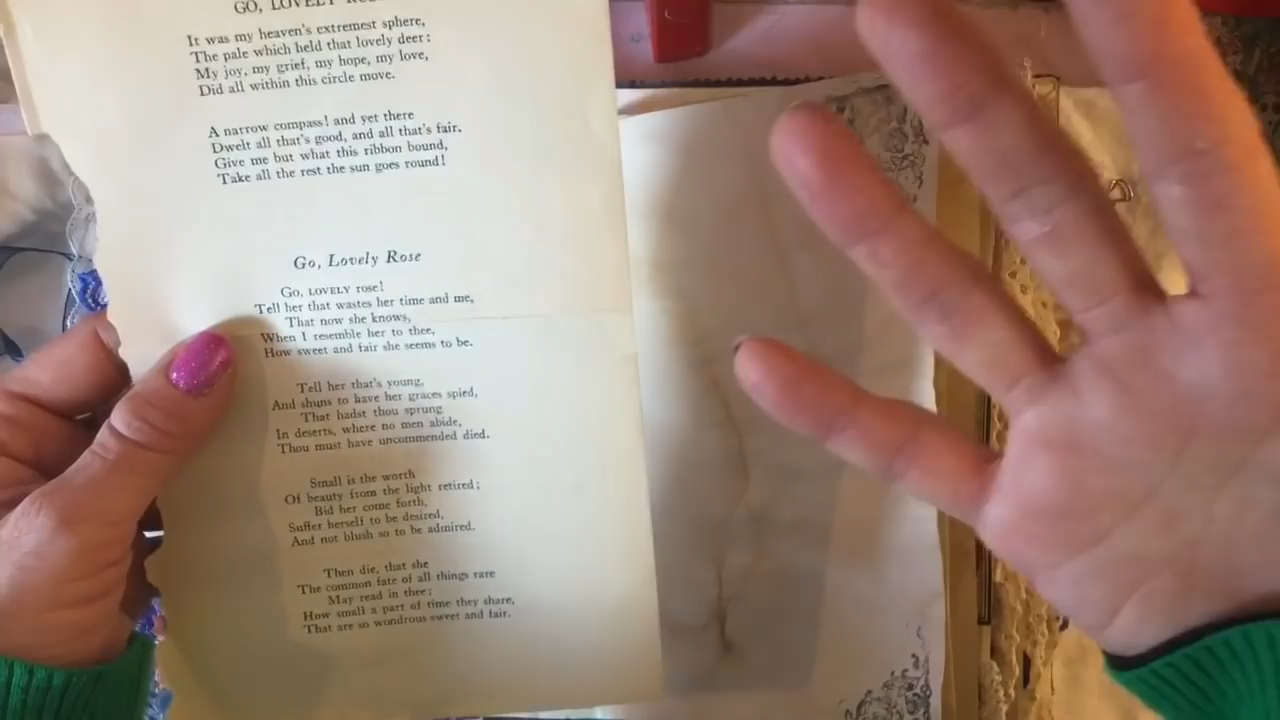 GO, LOVELY ROSE
It was my heaven's extremest sphere,
The pale which held that lovely deer:
My joy, my grief, my hope, my love,
Did all within this circle move.
A narrow compass! and yet there
Dwelt all that's good, and all that's fair.
Give me but what this ribbon bound,
Take all the rest the sun goes round!
Go, Lovely Rose
Go, LOVELY rose!
Tell her that wastes her time and me,
That now she knows,
When I resemble her to thee,
How sweet and fair she seems to be.
Tell her that's young,
And shuns to have her graces spied,
That hadst thou sprung
In deserts, where no men abide,
Thou must have uncommended died.
Small is the worth
Of beauty from the light retired;
Bid her come forth,
Suffer herself to be desired,
And not blush so to be admired.
Then die, that she
The common fate of all things rare
May read in thee;
How small a part of time they share,
That are so wondrous sweet and fair.